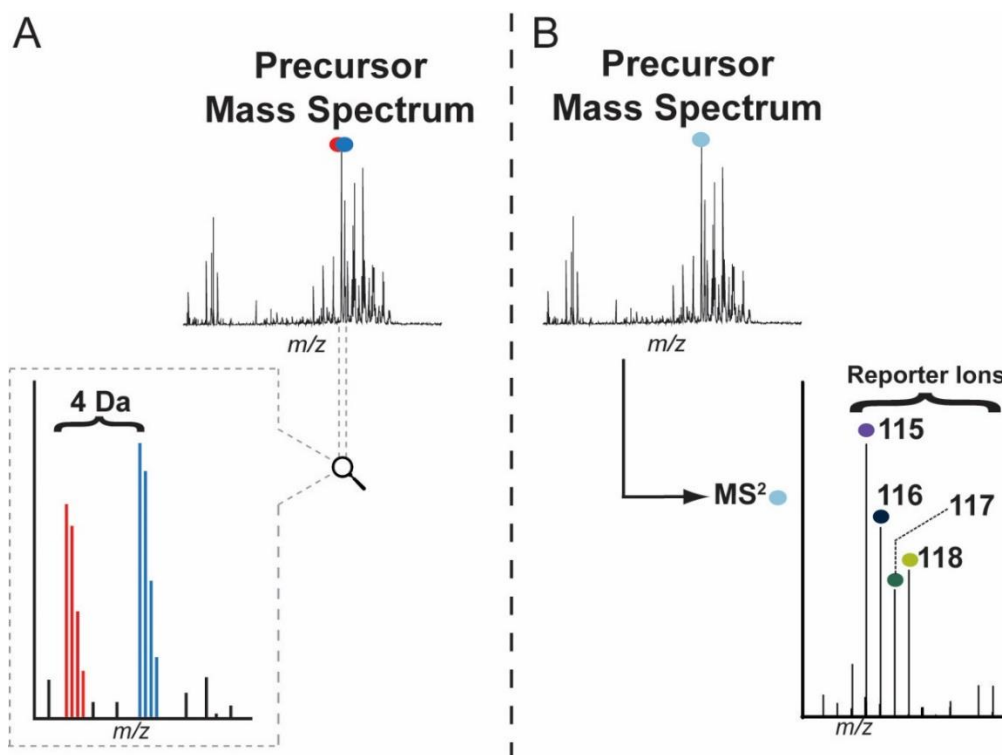 A
Precursor
Mass Spectrum
m/z
4 Da
m/z
B
Precursor
Mass Spectrum
m/z
MS²
Reporter Ions
115
116
117
118
m/z